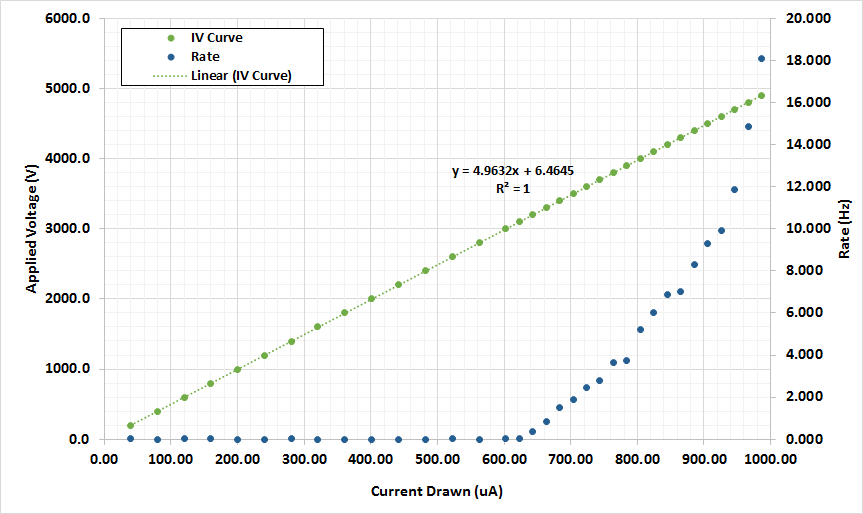 IV Curve
Rate
Linear (IV Curve)
y = 4.9632x + 6.4645
R² = 1
Applied Voltage (V)
6000.0
5000.0
4000.0
3000.0
2000.0
1000.0
0.0
20.000
18.000
16.000
14.000
12.000
10.000
8.000
6.000
4.000
2.000
0.000
Rate (Hz)
0.00 100.00 200.00 300.00 400.00 500.00 600.00 700.00 800.00 900.00 1000.00
Current Drawn (uA)